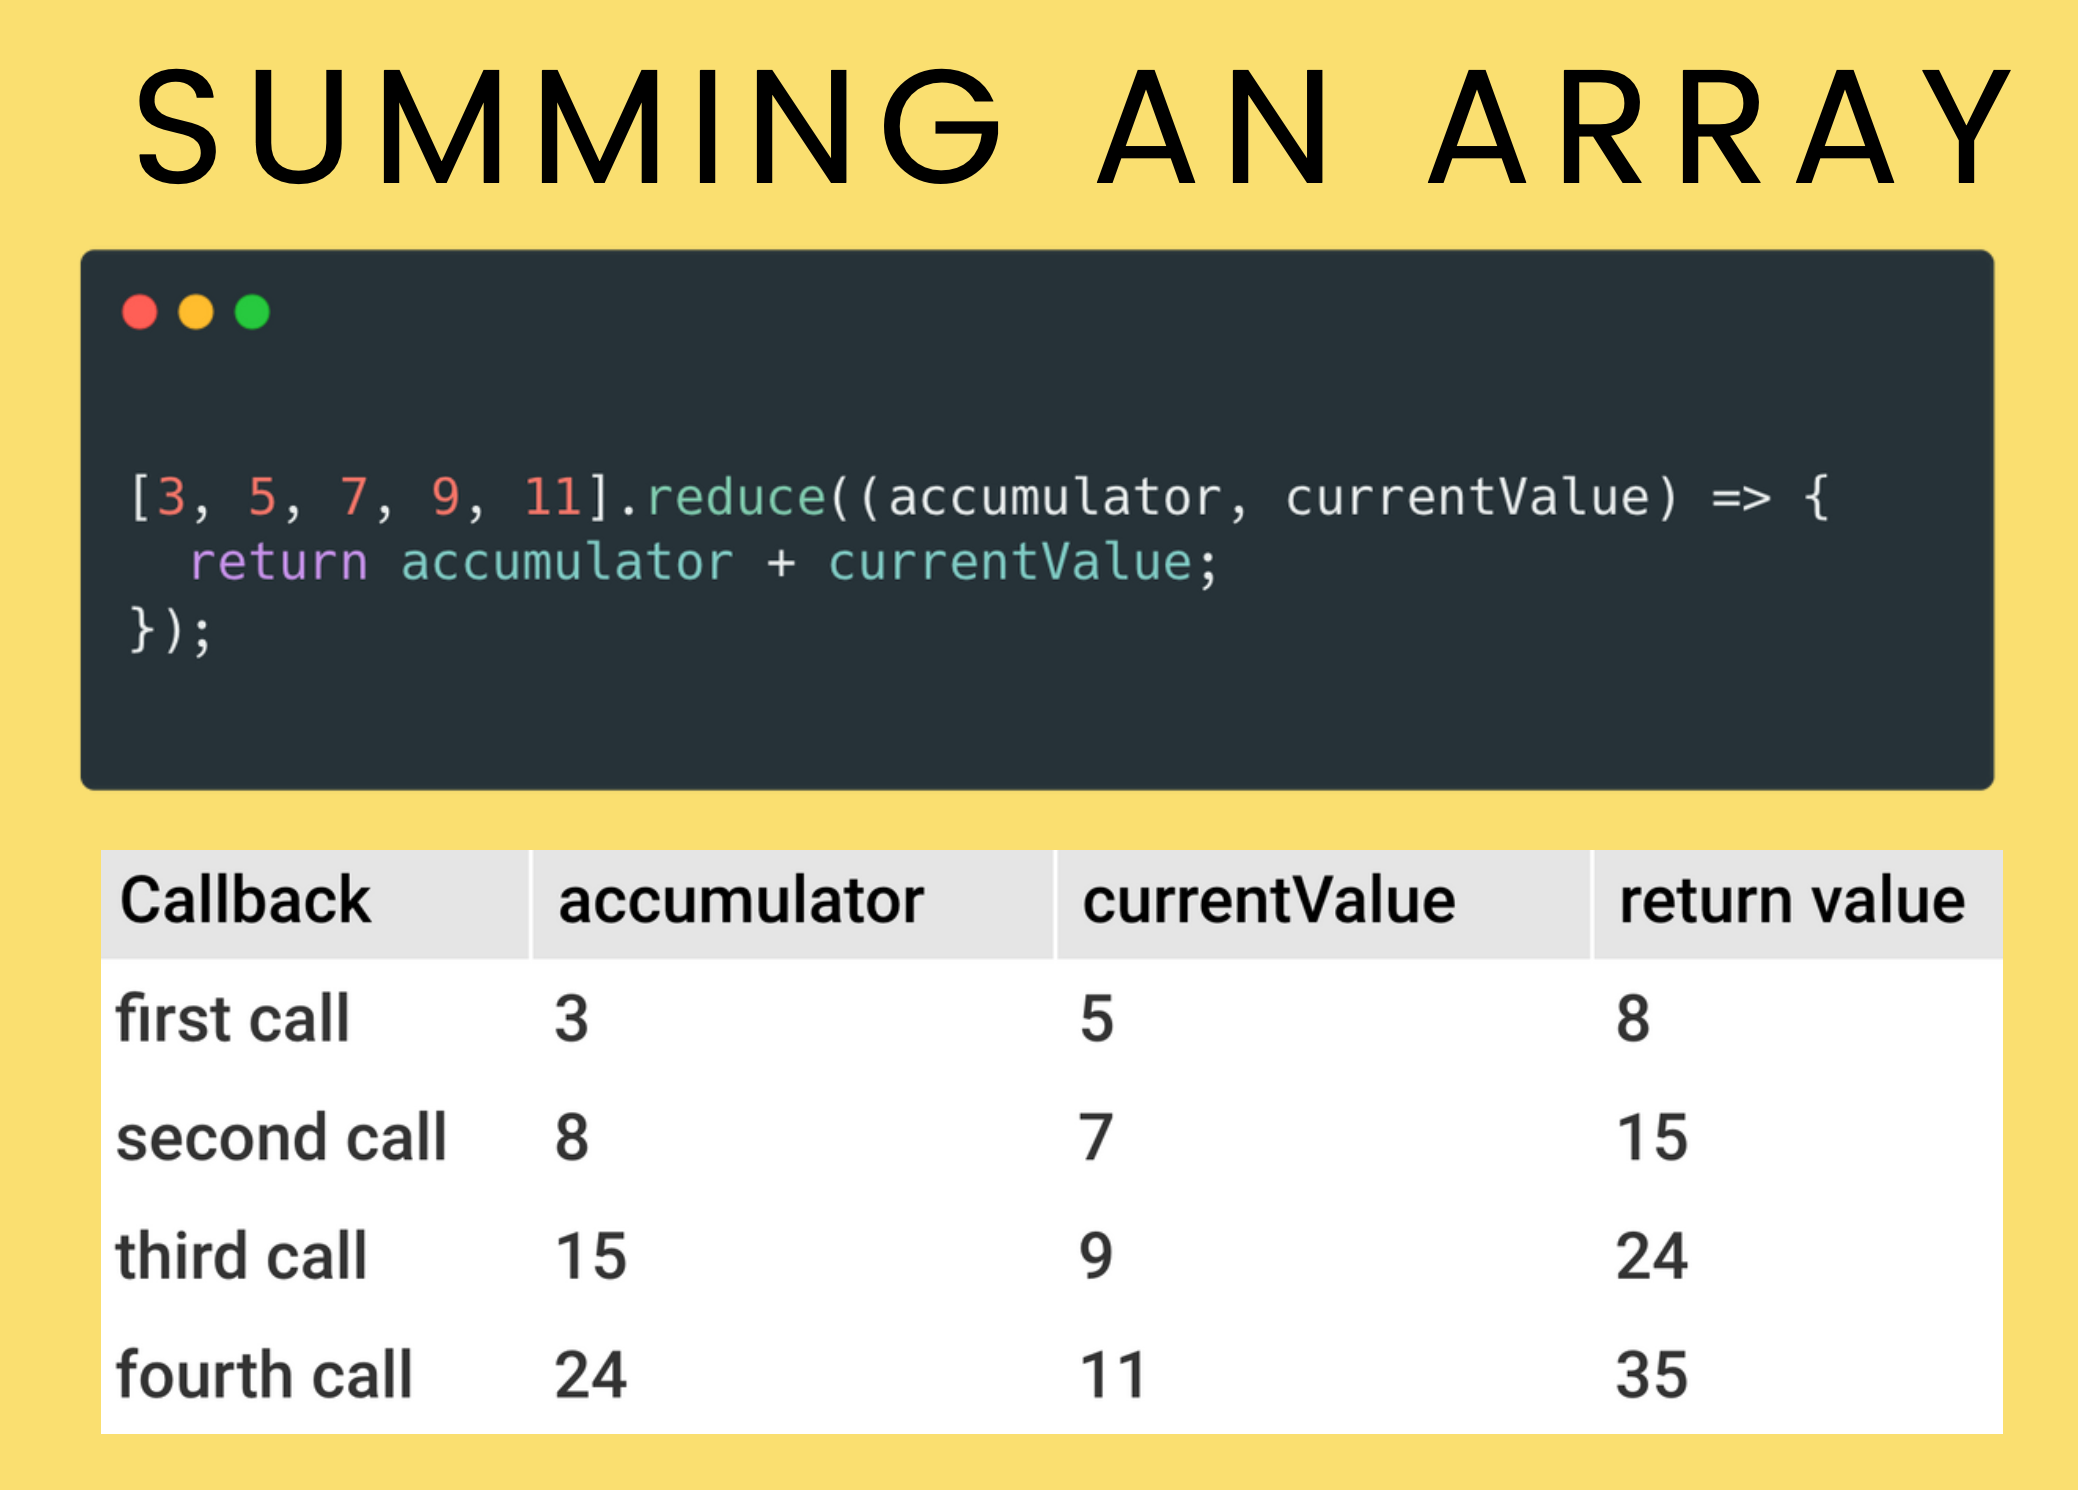 SUMMING AN ARRAY
[3, 5, 7, 9, 11].reduce((accumulator, currentValue) => {
  return accumulator + currentValue;
});
Callback accumulator currentValue return value
first call 3 5 8
second call 8 7 15
third call 15 9 24
fourth call 24 11 35